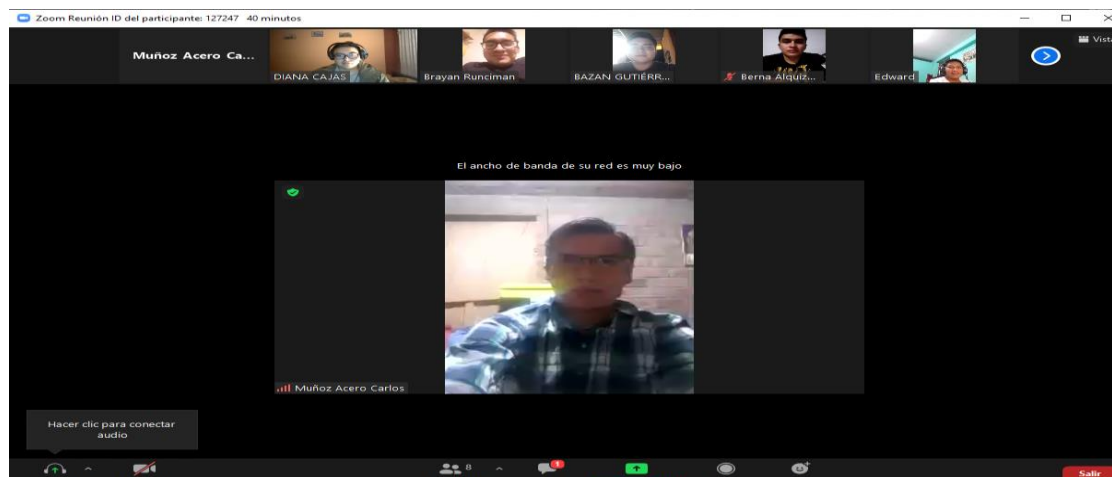 Zoom Reunión ID del participante: 127247 40 minutos
Muñoz Acero Ca...
DIANA CAJAS
Brayan Runciman
BAZAN GUTIÉRR...
Berna Alquiz...
Edward
Vista
El ancho de banda de su red es muy bajo
Muñoz Acero Carlos
Hacer clic para conectar
audio
8
1
Salir